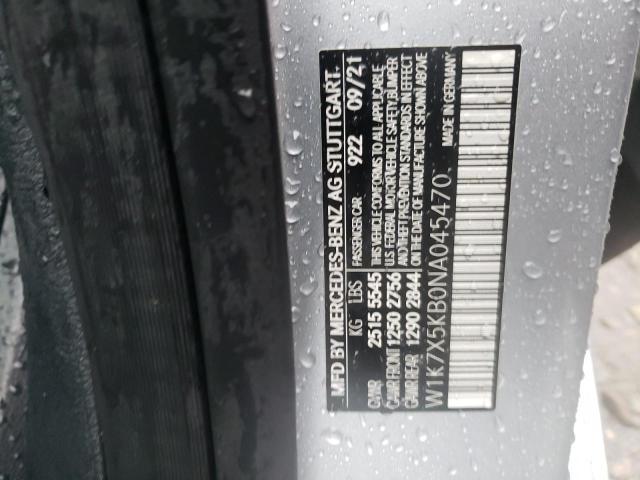 MFD BY MERCEDES-BENZ AG STUTTGART.
KG LBS PASSENGER CAR 922 09/21
GVWR 2515 5545 THIS VEHICLE CONFORMS TO ALL APPLICABLE
U.S. FEDERAL MOTOR VEHICLE SAFETY, BUMPER
GAWR FRONT 1250 2756 AND THEFT PREVENTION STANDARDS IN EFFECT
GAWR REAR 1290 2844 ON THE DATE OF MANUFACTURE SHOWN ABOVE
W1K7X5KB0NA045470 MADE IN GERMANY